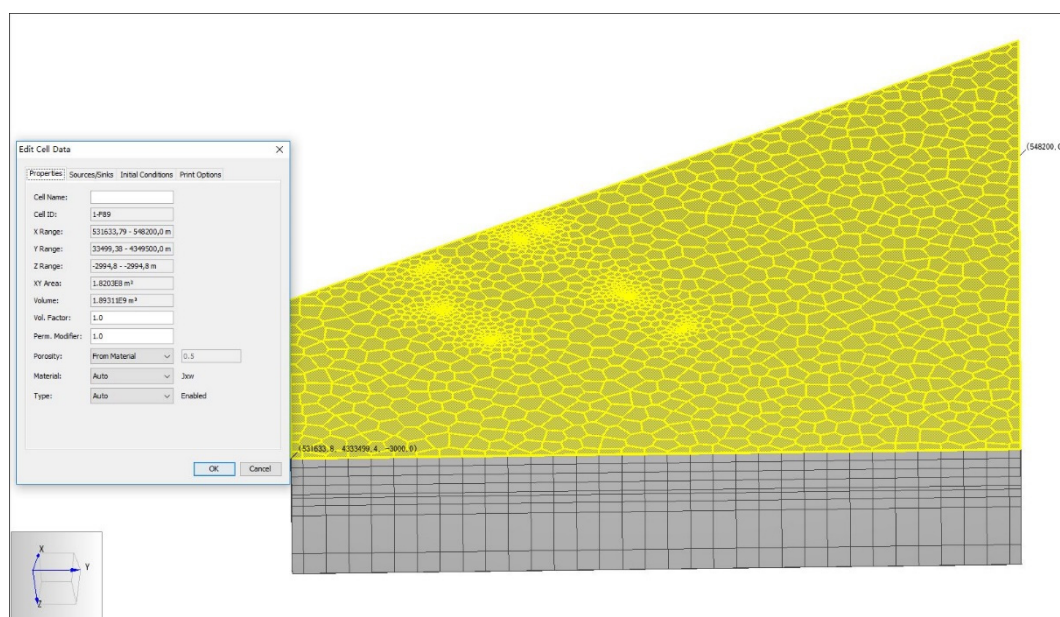 Edit Cell Data
Properties Sources/Sinks Initial Conditions Print Options
Cell Name:
Cell ID: 1-F89
X Range: 531633,79 - 548200,0 m
Y Range: 33499,38 - 4349500,0 m
Z Range: -2994,8 - -2994,8 m
XY Area: 1.8203E8 m²
Volume: 1.89311E9 m³
Vol. Factor: 1.0
Perm. Modifier: 1.0
Porosity: From Material 0.5
Material: Auto Jxw
Type: Auto Enabled
OK Cancel
(548200,0
(531633.8, 4333499.4, -3000.0)
X
Y
Z